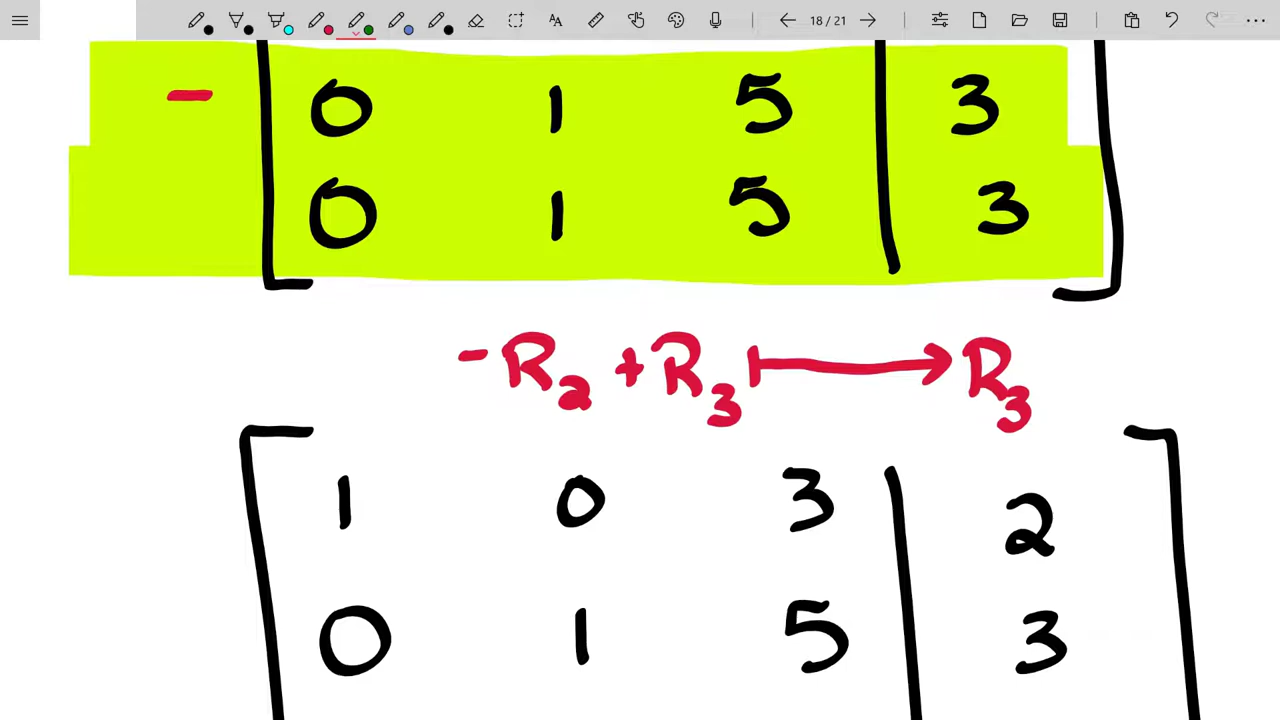 18 / 21
- 0 1 5 | 3
0 1 5 | 3
-R₂ + R₃ ↦ R₃
1 0 3 | 2
0 1 5 | 3